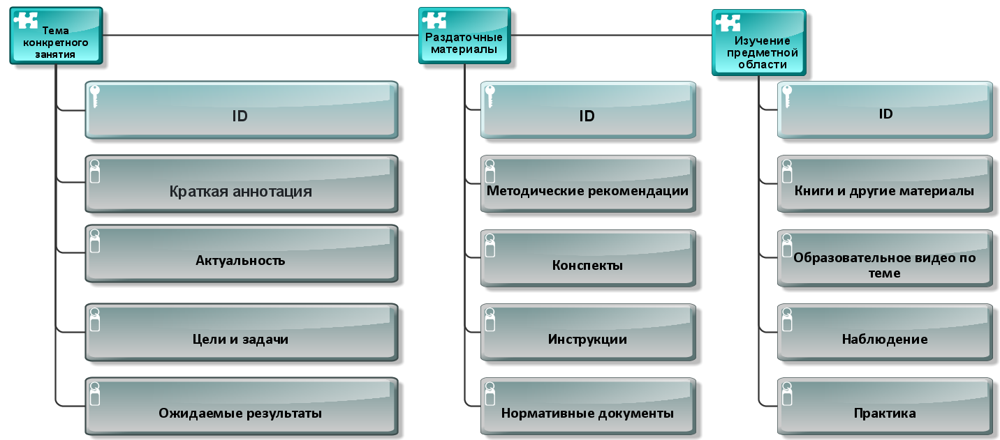 Тема
конкретного
занятия
ID
Краткая аннотация
Актуальность
Цели и задачи
Ожидаемые результаты
Раздаточные
материалы
ID
Методические рекомендации
Конспекты
Инструкции
Нормативные документы
Изучение
предметной
области
ID
Книги и другие материалы
Образовательное видео по
теме
Наблюдение
Практика